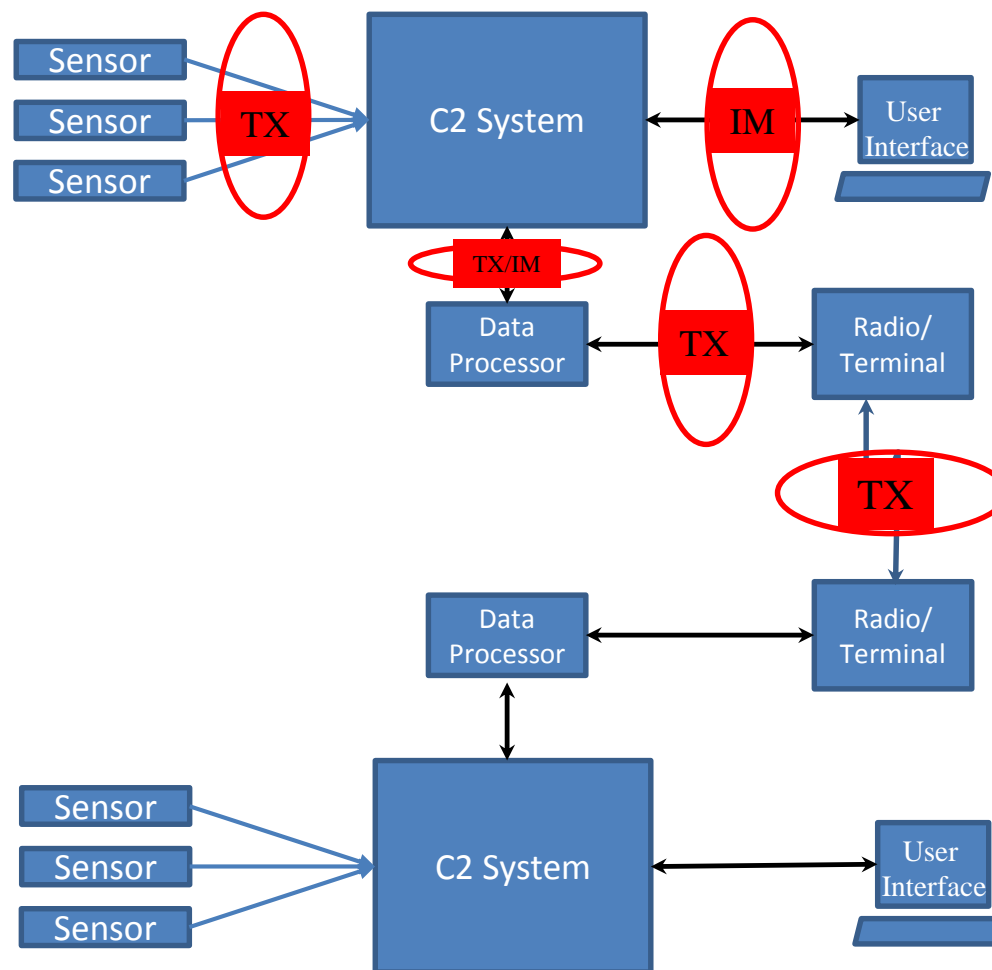 Sensor
Sensor
Sensor
TX
C2 System
IM
User
Interface
TX/IM
Data
Processor
TX
Radio/
Terminal
TX
Data
Processor
Radio/
Terminal
Sensor
Sensor
Sensor
C2 System
User
Interface